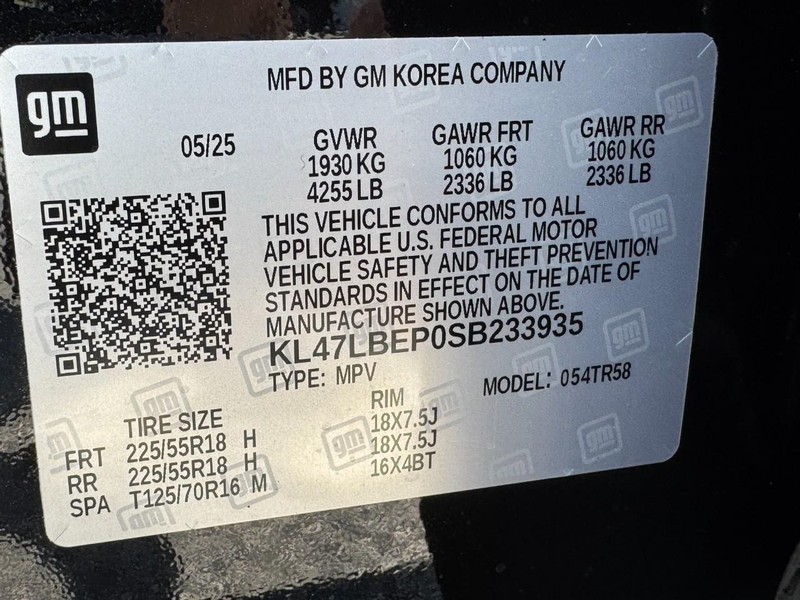 gm
MFD BY GM KOREA COMPANY
05/25
GVWR GAWR FRT GAWR RR
1930 KG 1060 KG 1060 KG
4255 LB 2336 LB 2336 LB
THIS VEHICLE CONFORMS TO ALL
APPLICABLE U.S. FEDERAL MOTOR
VEHICLE SAFETY AND THEFT PREVENTION
STANDARDS IN EFFECT ON THE DATE OF
MANUFACTURE SHOWN ABOVE.
KL47LBEP0SB233935
TYPE: MPV MODEL: 054TR58
TIRE SIZE RIM
FRT 225/55R18 H 18X7.5J
RR 225/55R18 H 18X7.5J
SPA T125/70R16 M 16X4BT